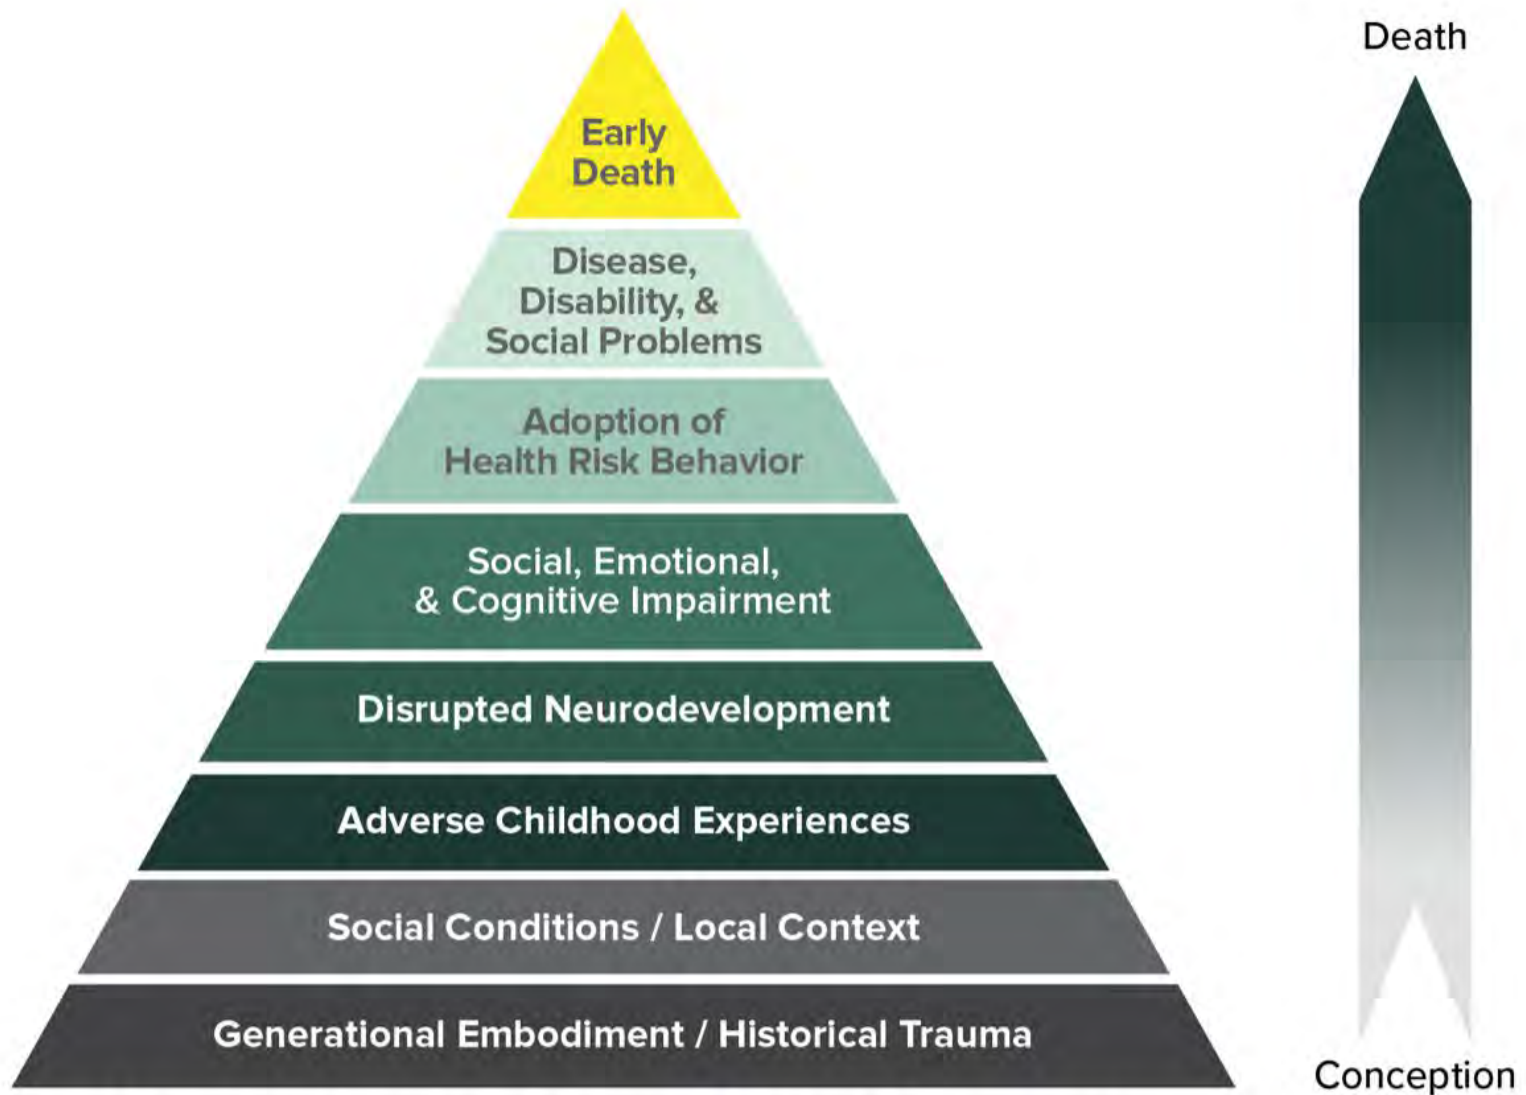 Death
Early
Death
Disease,
Disability, &
Social Problems
Adoption of
Health Risk Behavior
Social, Emotional,
& Cognitive Impairment
Disrupted Neurodevelopment
Adverse Childhood Experiences
Social Conditions / Local Context
Generational Embodiment / Historical Trauma
Conception